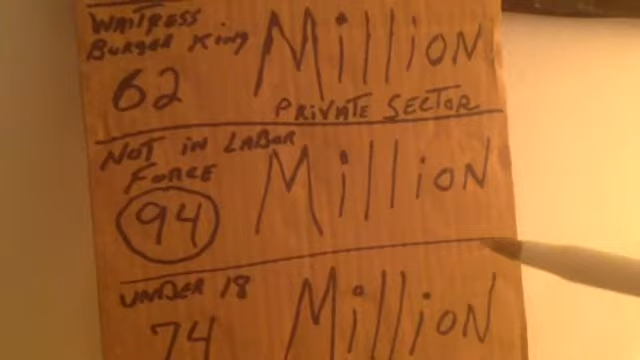 WAITRESS
BURGER KING
62 MillioN
PRIVATE SECTOR
NOT iN LABOR
FORCE
94 MillioN
UNDER 18
74 MillioN